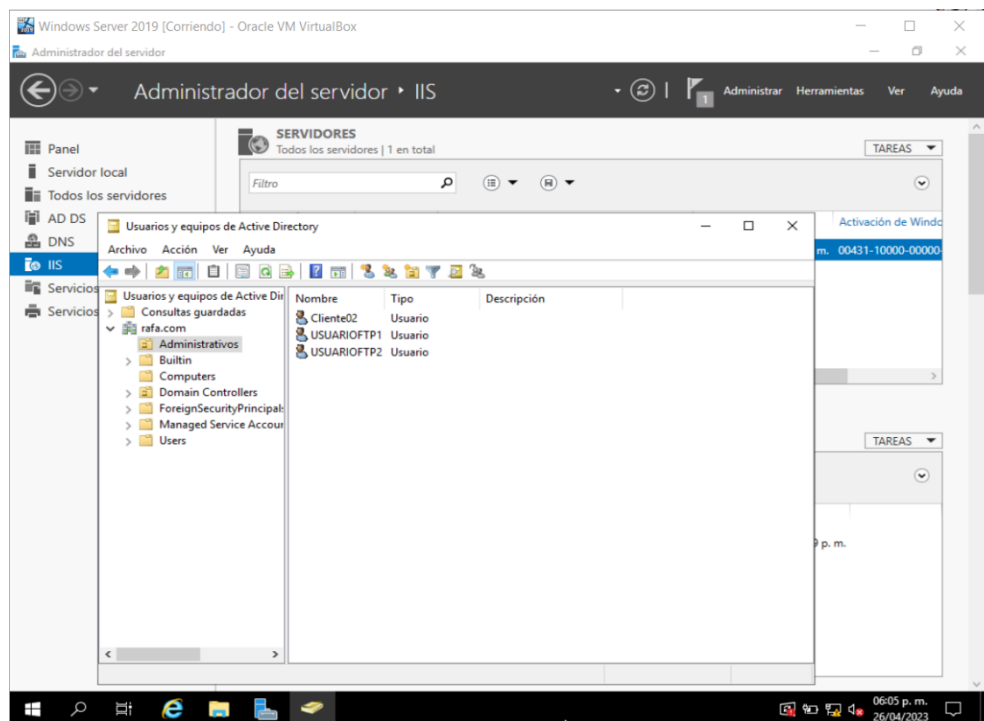 Windows Server 2019 [Corriendo] - Oracle VM VirtualBox
Administrador del servidor
Administrador del servidor • IIS
1
Administrar Herramientas Ver Ayuda
Panel
Servidor local
Todos los servidores
AD DS
DNS
IIS
Servicios
Servicios
SERVIDORES
Todos los servidores | 1 en total
TAREAS
Filtro
Activación de Windo
m. 00431-10000-00000-
Usuarios y equipos de Active Directory
Archivo Acción Ver Ayuda
Usuarios y equipos de Active Dir
Consultas guardadas
rafa.com
Administrativos
Builtin
Computers
Domain Controllers
ForeignSecurityPrincipals
Managed Service Accour
Users
Nombre Tipo Descripción
Cliente02 Usuario
USUARIOFTP1 Usuario
USUARIOFTP2 Usuario
TAREAS
9 p. m.
06:05 p. m.
26/04/2023